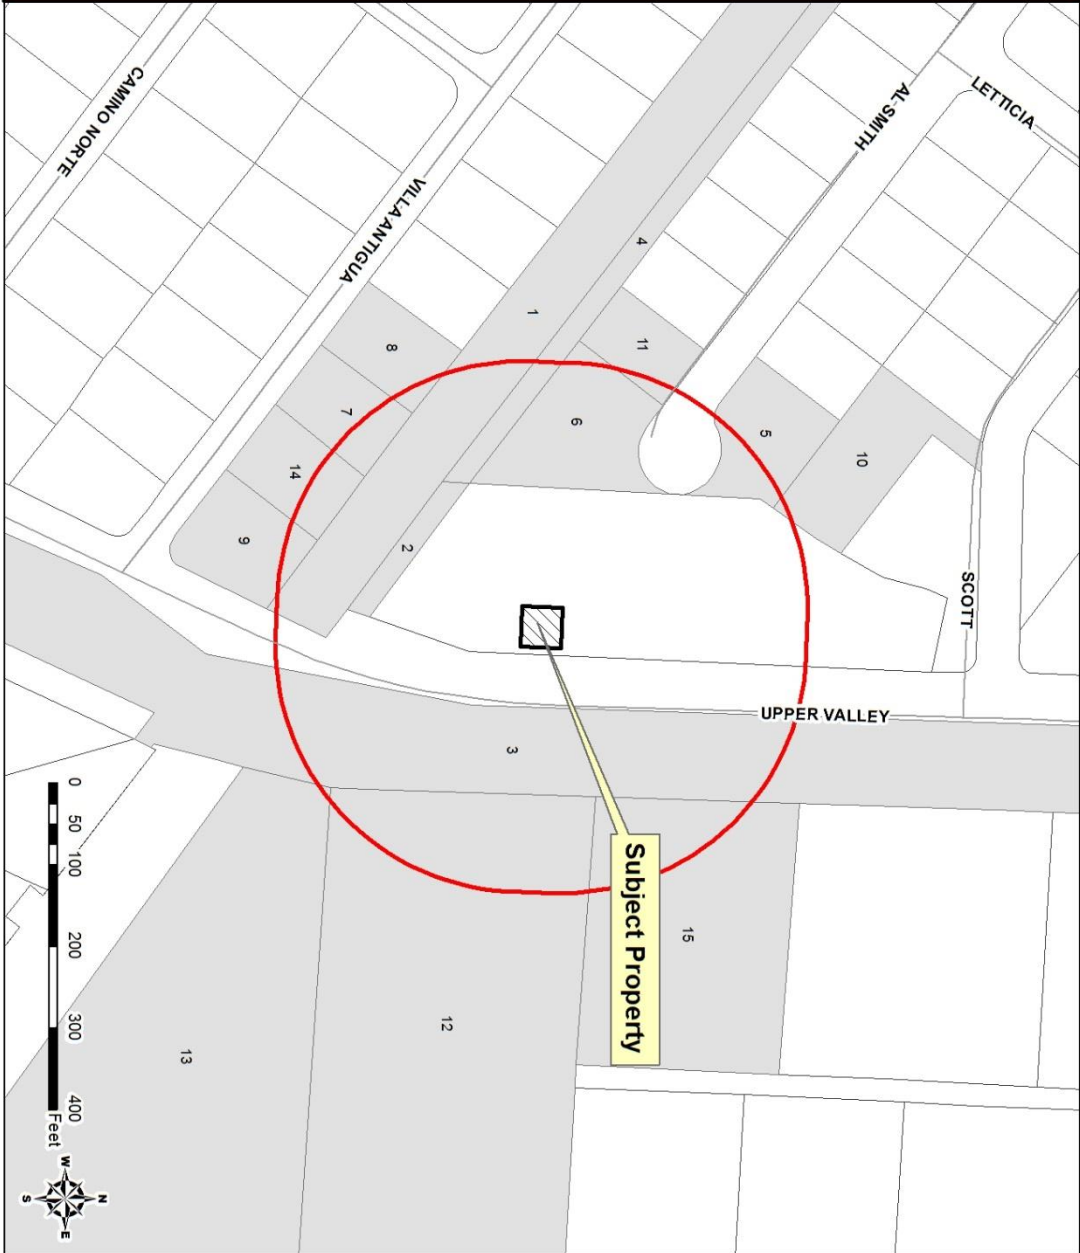 CAMINO NORTE
VILLA ANTIGUA
AL SMITH
LETTICIA
SCOTT
UPPER VALLEY
4
1
11
8
7
6
5
10
14
9
2
3
Subject Property
15
12
13
0 50 100 200 300 400
Feet
N
W
E
S